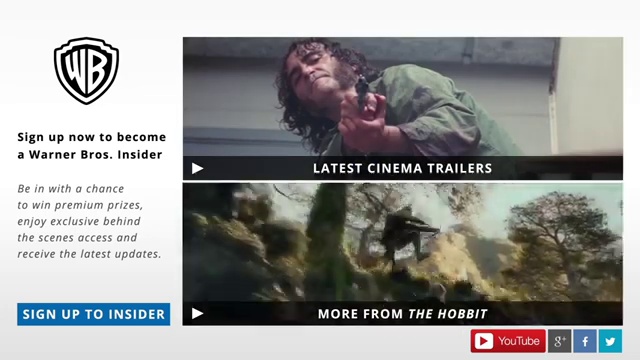 WB
Sign up now to become
a Warner Bros. Insider
Be in with a chance
to win premium prizes,
enjoy exclusive behind
the scenes access and
receive the latest updates.
SIGN UP TO INSIDER
LATEST CINEMA TRAILERS
MORE FROM THE HOBBIT
YouTube
g+
f